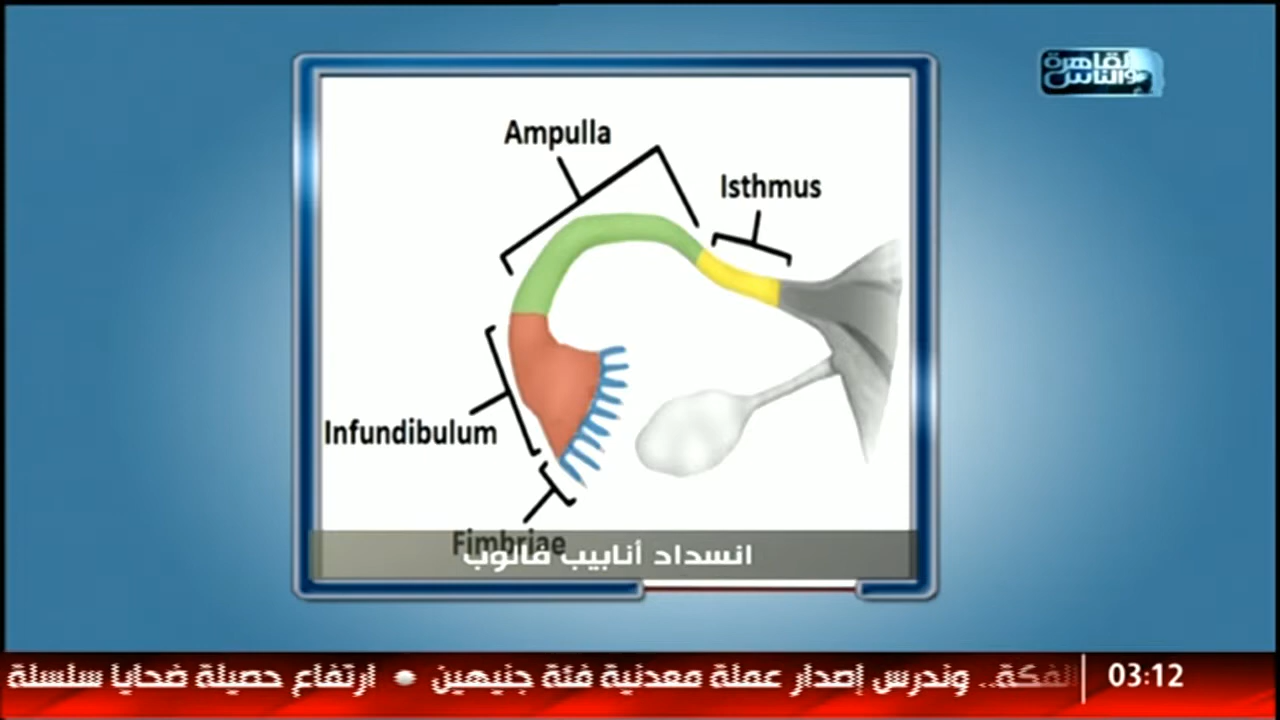 القاهرة
والناس
Ampulla
Isthmus
Infundibulum
Fimbriae
انسداد أنابيب فالوب
الفكة.. وندرس إصدار عملة معدنية فئة جنيهين • ارتفاع حصيلة ضحايا سلسلة
03:12